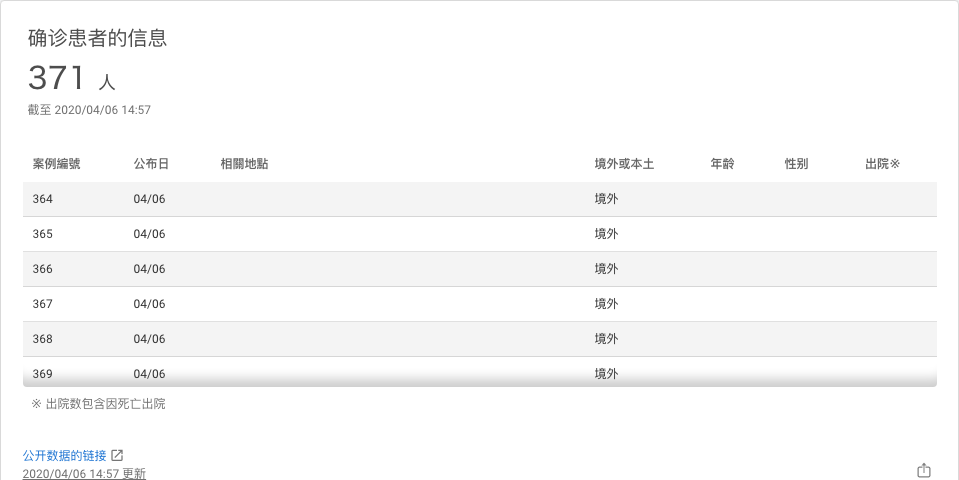 确诊患者的信息
371 人
截至 2020/04/06 14:57
案例編號 公布日 相關地點 境外或本土 年龄 性别 出院※
364 04/06 境外
365 04/06 境外
366 04/06 境外
367 04/06 境外
368 04/06 境外
369 04/06 境外
※ 出院数包含因死亡出院
公开数据的链接
2020/04/06 14:57 更新